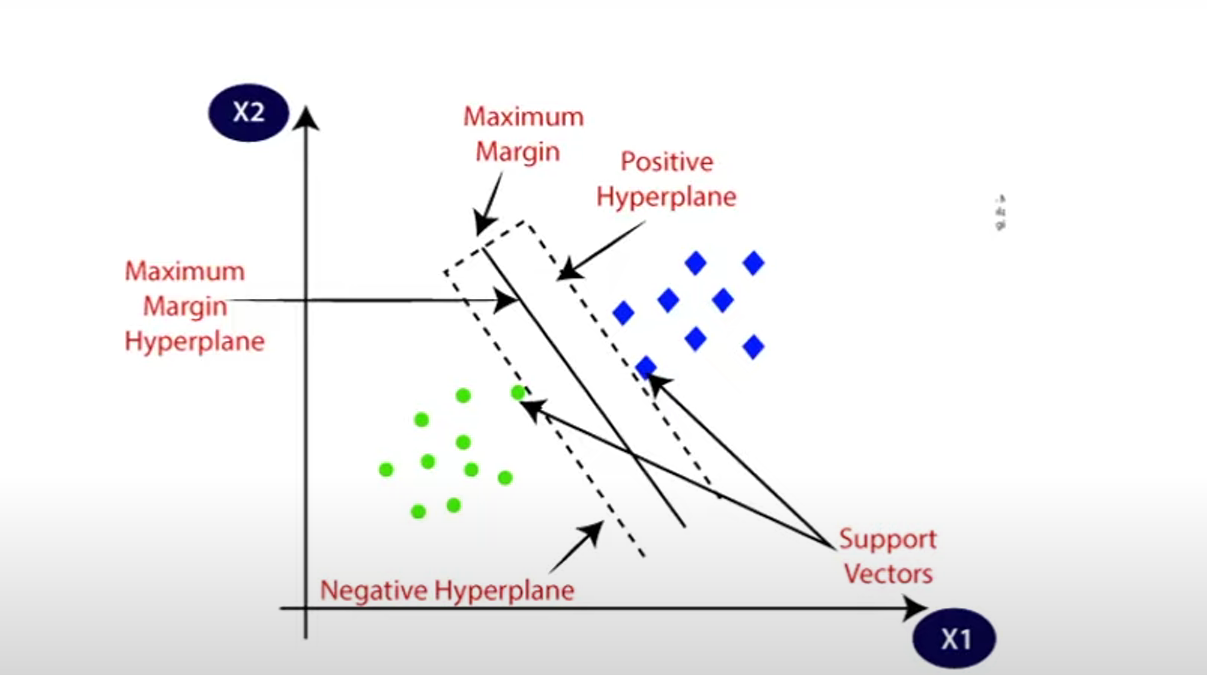 X2
Maximum
Margin
Positive
Hyperplane
Maximum
Margin
Hyperplane
Support
Vectors
Negative Hyperplane
X1